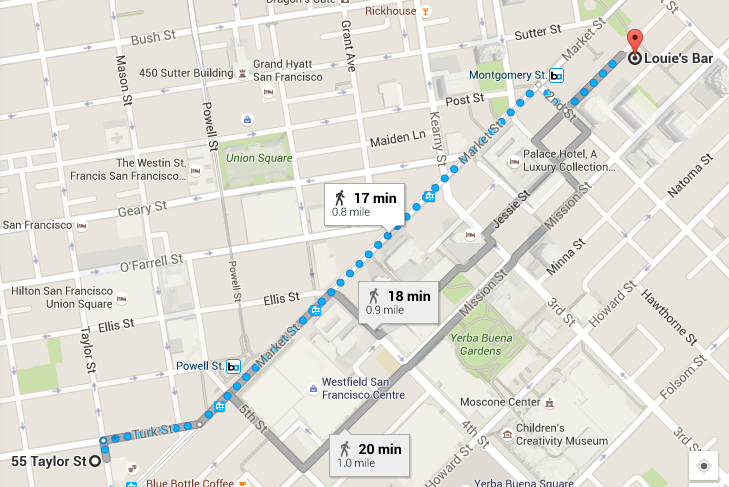 Dragon's Gate
Rickhouse
Bush St
Sutter St
Market St
Grant Ave
Mason St
Grand Hyatt
San Francisco
450 Sutter Building
Montgomery St.
Louie's Bar
Post St
2nd St
Powell St
Kearny St
Maiden Ln
Market St
The Westin St.
Francis San Francisco...
Union Square
Palace Hotel, A
Luxury Collection...
Natoma St
Geary St
17 min
0.8 mile
Jessie St
Mission St
San Francisco
O'Farrell St
Minna St
Powell St
Hilton San Francisco
Union Square
Ellis St
18 min
0.9 mile
Mission St
Howard St
Hawthorne St
Taylor St
Ellis St
3rd St
Market St
Yerba Buena
Gardens
Powell St.
Folsom St
Westfield San
Francisco Centre
Moscone Center
5th St
Turk St
Children's
Creativity Museum
4th St
3rd St
20 min
1.0 mile
55 Taylor St
Howard St
Blue Bottle Coffee
Yerba Buena Square